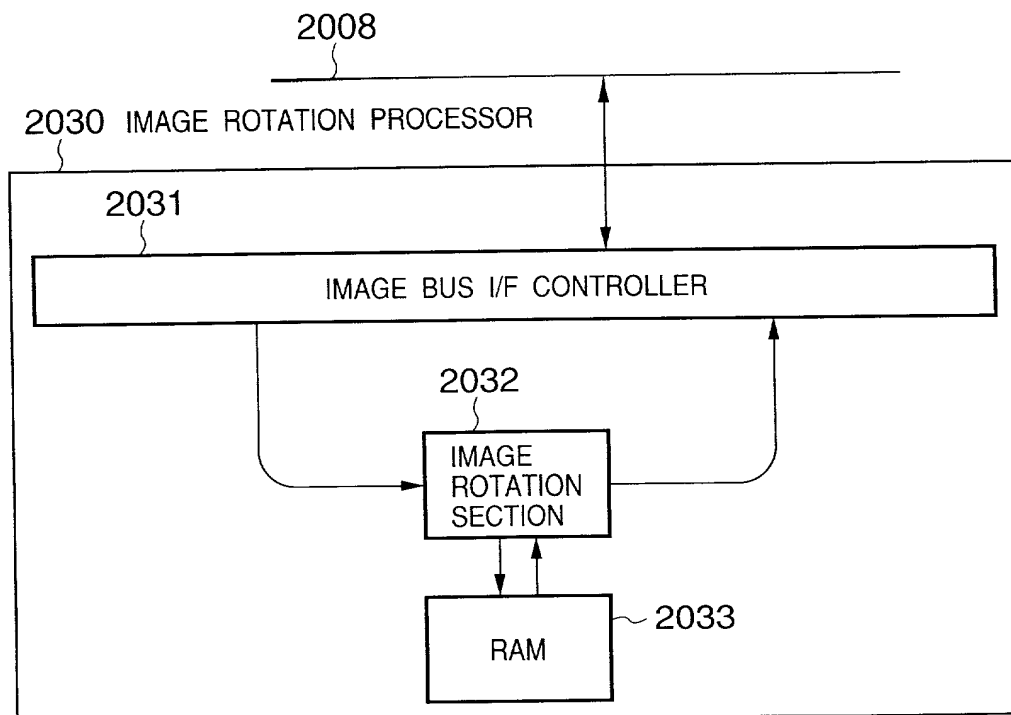 2008
2030 IMAGE ROTATION PROCESSOR
2031
IMAGE BUS I/F CONTROLLER
2032
IMAGE
ROTATION
SECTION
RAM
2033